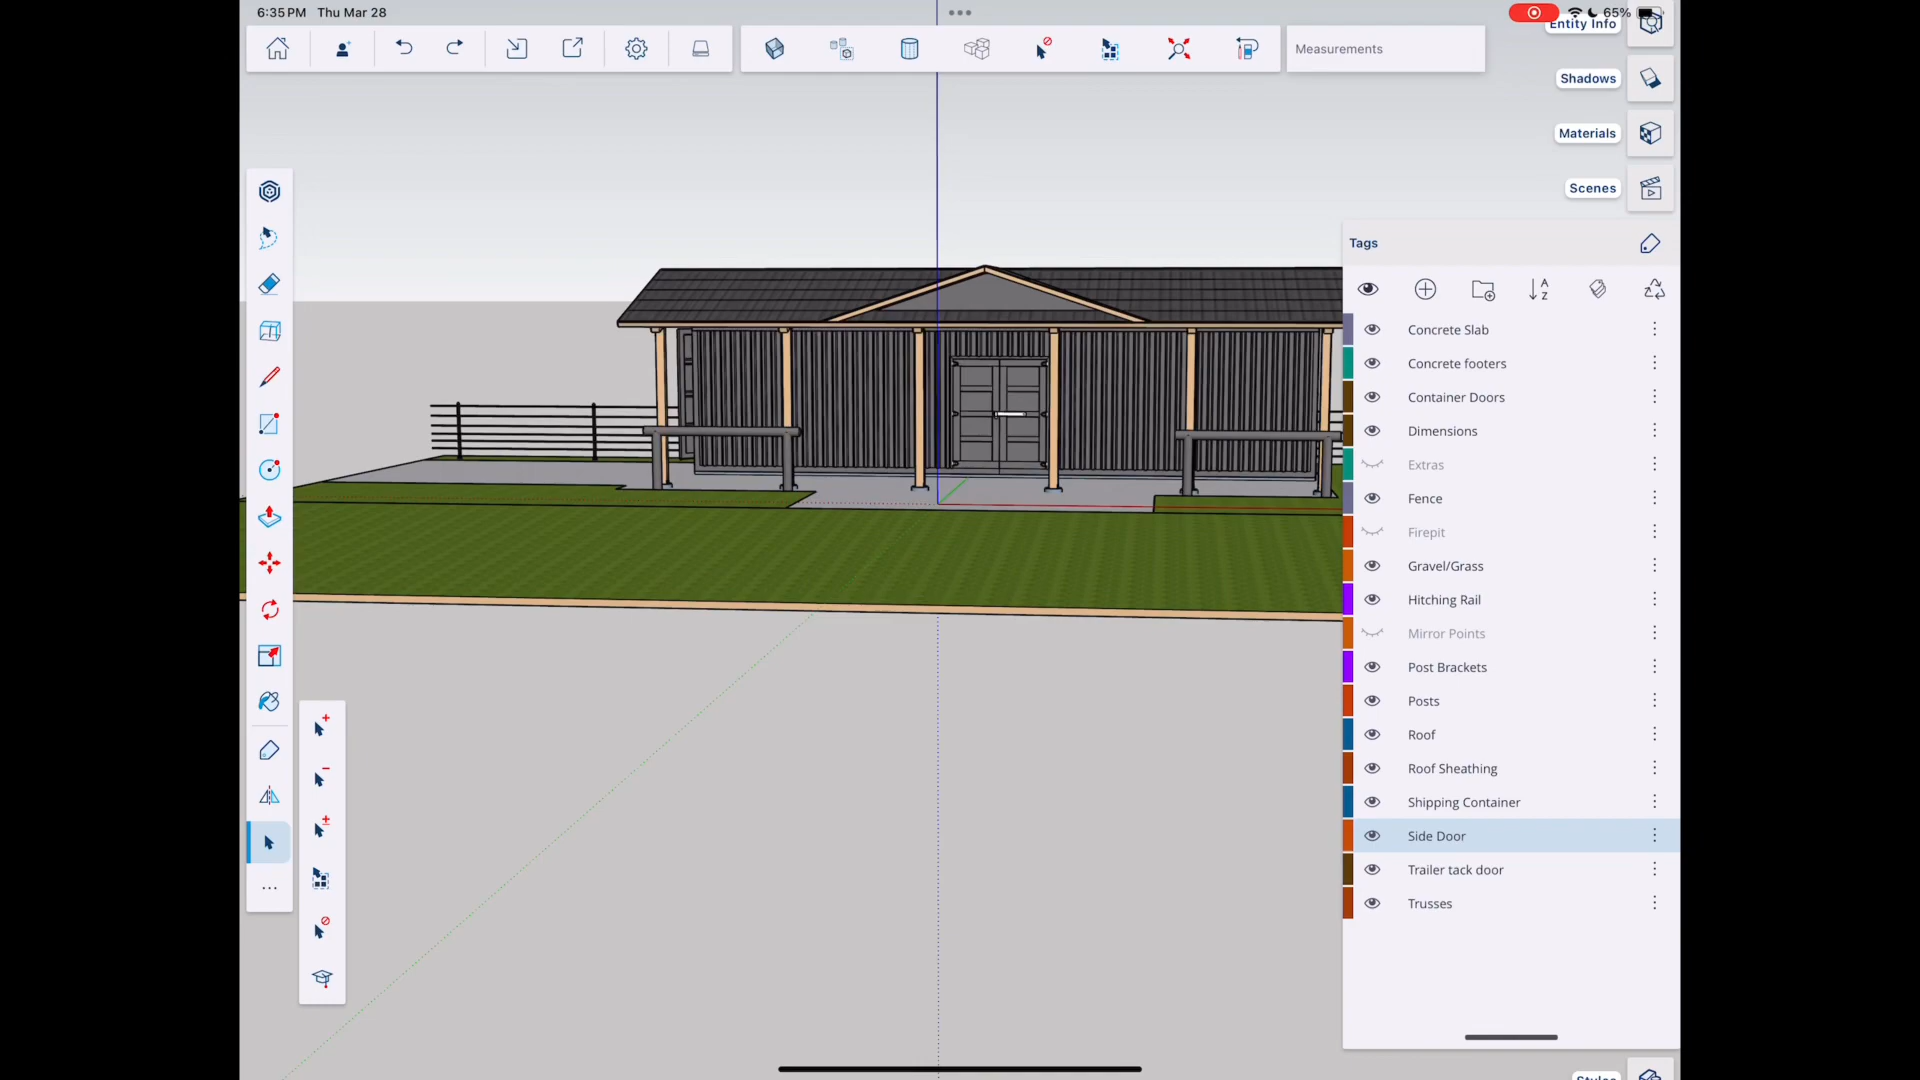 6:35 PM Thu Mar 28
65%
Measurements
Entity Info
Shadows
Materials
Scenes
Tags
A
Z
Concrete Slab
Concrete footers
Container Doors
Dimensions
Extras
Fence
Firepit
Gravel/Grass
Hitching Rail
Mirror Points
Post Brackets
Posts
Roof
Roof Sheathing
Shipping Container
Side Door
Trailer tack door
Trusses
Styles